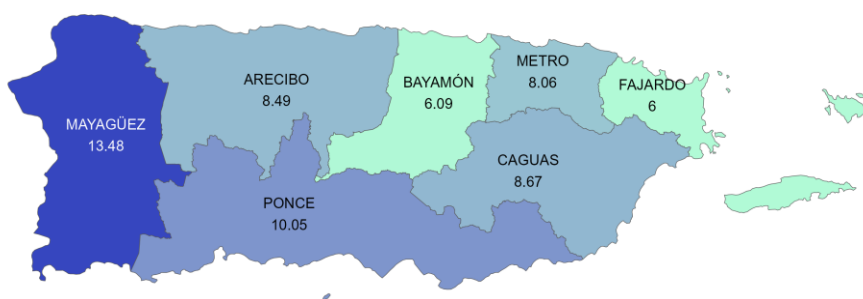 METRO
8.06
ARECIBO
8.49
BAYAMÓN
6.09
FAJARDO
6
MAYAGÜEZ
13.48
CAGUAS
8.67
PONCE
10.05